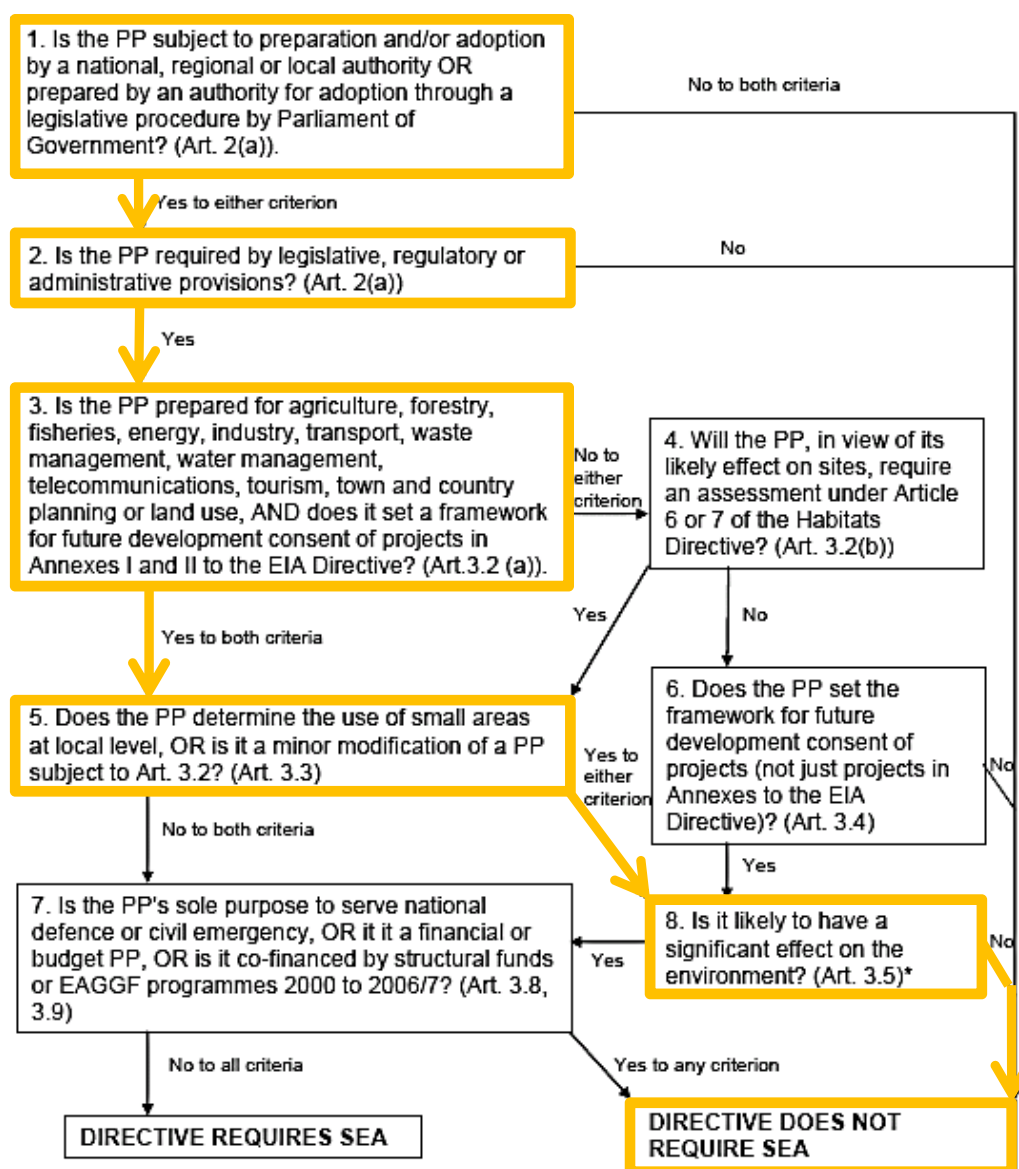 1. Is the PP subject to preparation and/or adoption
by a national, regional or local authority OR
prepared by an authority for adoption through a
legislative procedure by Parliament of
Government? (Art. 2(a)).
No to both criteria
Yes to either criterion
2. Is the PP required by legislative, regulatory or
administrative provisions? (Art. 2(a))
No
Yes
3. Is the PP prepared for agriculture, forestry,
fisheries, energy, industry, transport, waste
management, water management,
telecommunications, tourism, town and country
planning or land use, AND does it set a framework
for future development consent of projects in
Annexes I and II to the EIA Directive? (Art.3.2 (a)).
No to
either
criterion
4. Will the PP, in view of its
likely effect on sites, require
an assessment under Article
6 or 7 of the Habitats
Directive? (Art. 3.2(b))
Yes to both criteria
Yes
No
5. Does the PP determine the use of small areas
at local level, OR is it a minor modification of a PP
subject to Art. 3.2? (Art. 3.3)
Yes to
either
criterion
6. Does the PP set the
framework for future
development consent of
projects (not just projects in
Annexes to the EIA
Directive)? (Art. 3.4)
No
No to both criteria
Yes
7. Is the PP's sole purpose to serve national
defence or civil emergency, OR it it a financial or
budget PP, OR is it co-financed by structural funds
or EAGGF programmes 2000 to 2006/7? (Art. 3.8,
3.9)
Yes
8. Is it likely to have a
significant effect on the
environment? (Art. 3.5)*
No
No to all criteria
Yes to any criterion
DIRECTIVE REQUIRES SEA
DIRECTIVE DOES NOT
REQUIRE SEA